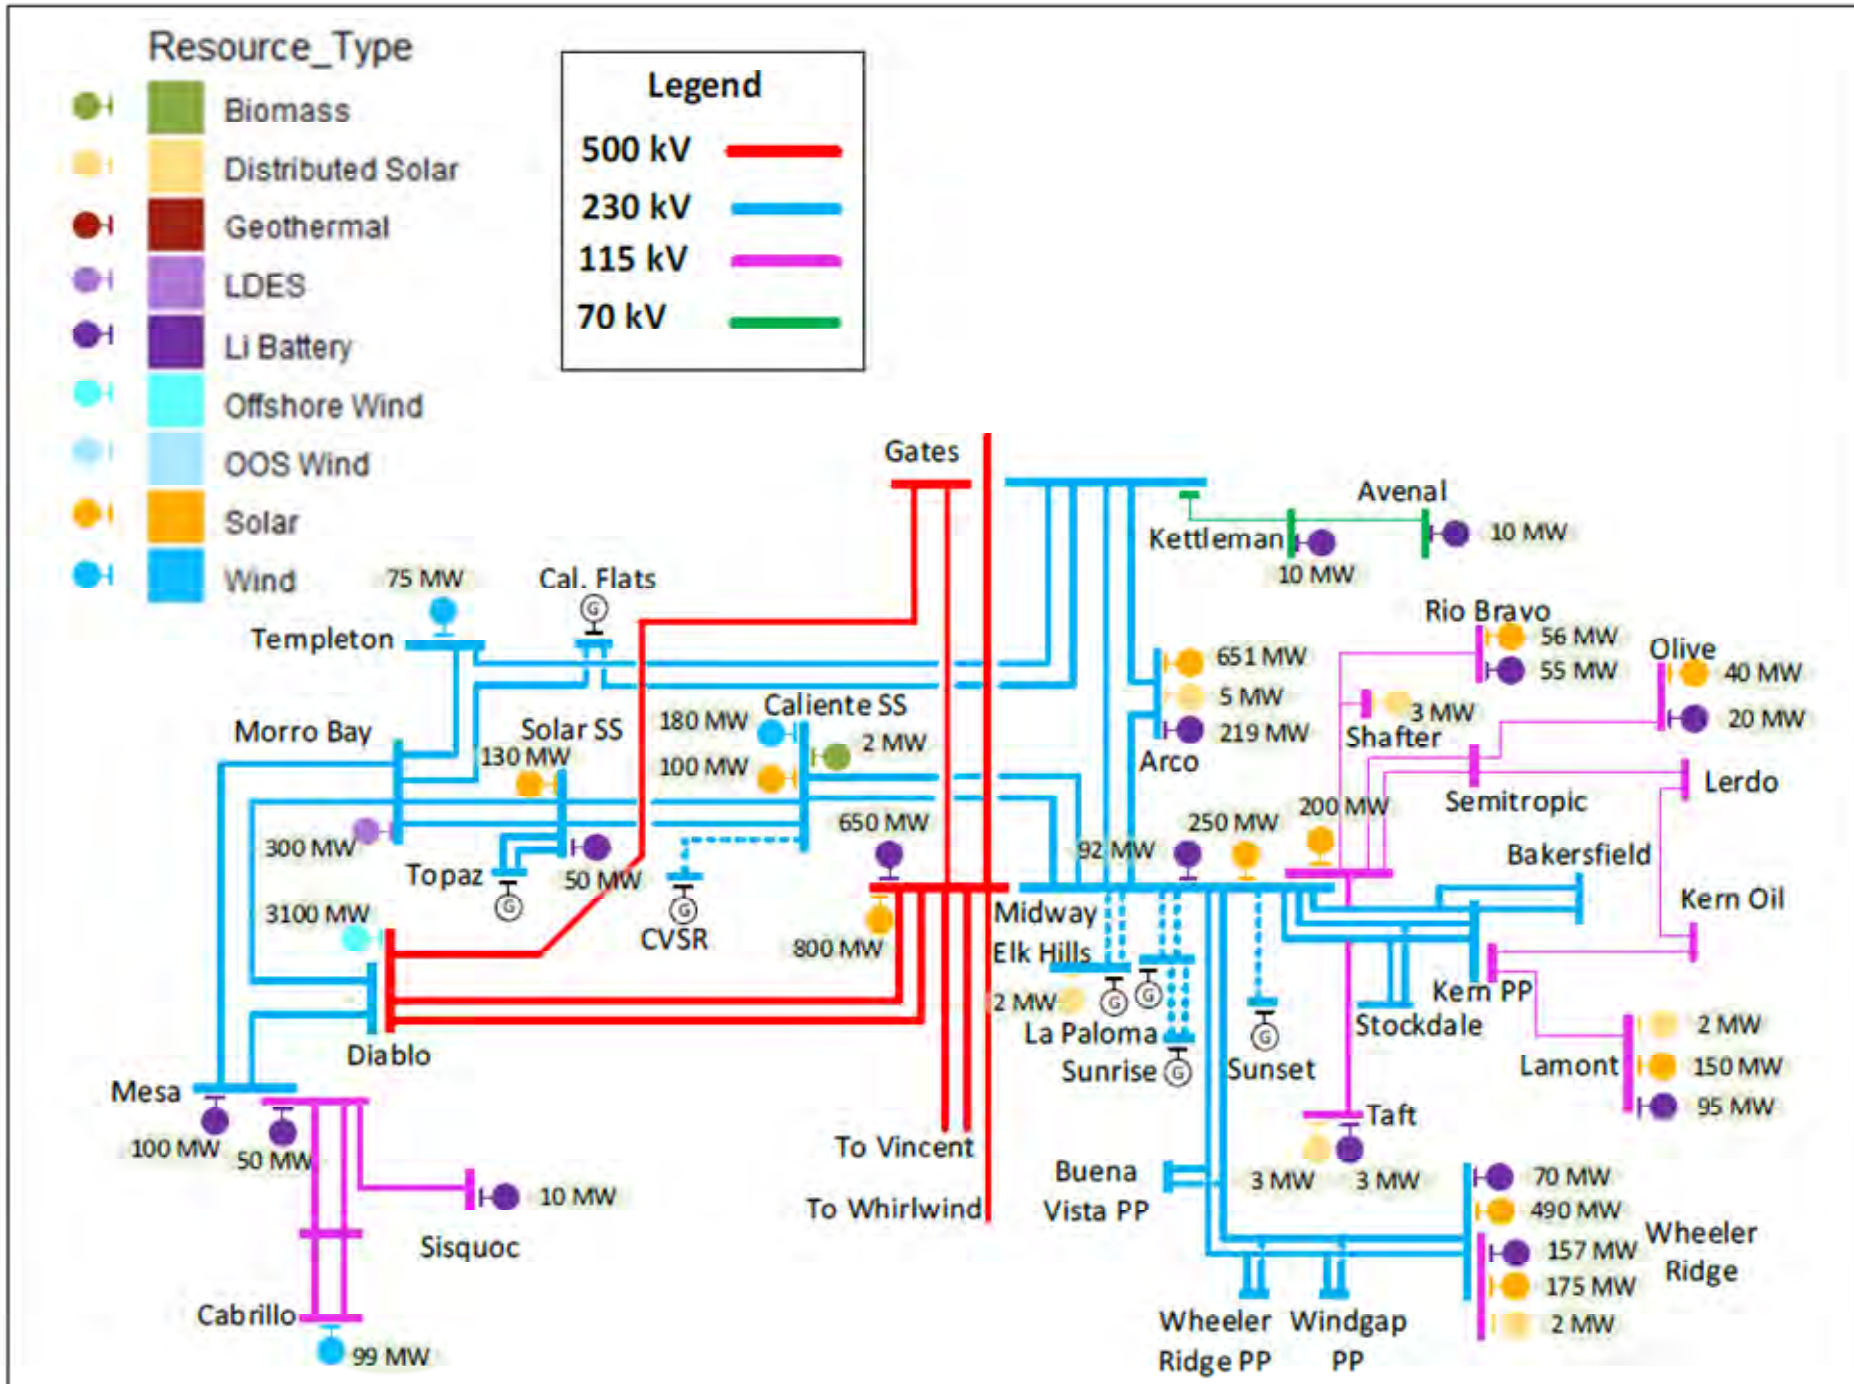 Resource_Type
Biomass
Distributed Solar
Geothermal
LDES
Li Battery
Offshore Wind
OOS Wind
Solar
Wind
Legend
500 kV
230 kV
115 kV
70 kV
Gates
Avenal
Kettleman
10 MW
10 MW
75 MW
Cal. Flats
Templeton
Rio Bravo
56 MW
55 MW
Olive
40 MW
20 MW
651 MW
5 MW
219 MW
Arco
3 MW
Shafter
Morro Bay
Solar SS
130 MW
Caliente SS
180 MW
2 MW
100 MW
Semitropic
Lerdo
300 MW
650 MW
92 MW
250 MW
200 MW
Bakersfield
Topaz
G
50 MW
G
CVSR
G
Kern Oil
3100 MW
800 MW
Midway
Elk Hills
2 MW
G
G
La Paloma
Sunrise
G
Sunset
G
Kern PP
Stockdale
Diablo
Lamont
2 MW
150 MW
95 MW
Mesa
100 MW
50 MW
10 MW
Sisquoc
Cabrillo
99 MW
To Vincent
To Whirlwind
Taft
3 MW
3 MW
Buena
Vista PP
70 MW
490 MW
157 MW
175 MW
2 MW
Wheeler
Ridge
Wheeler
Ridge PP
Windgap
PP